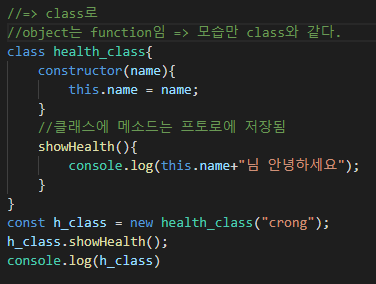 //=> class로
//object는 function임 => 모습만 class와 같다.
class health_class{
    constructor(name){
        this.name = name;
    }
    //클래스에 메소드는 프토로에 저장됨
    showHealth(){
        console.log(this.name+"님 안녕하세요");
    }
}
const h_class = new health_class("crong");
h_class.showHealth();
console.log(h_class)